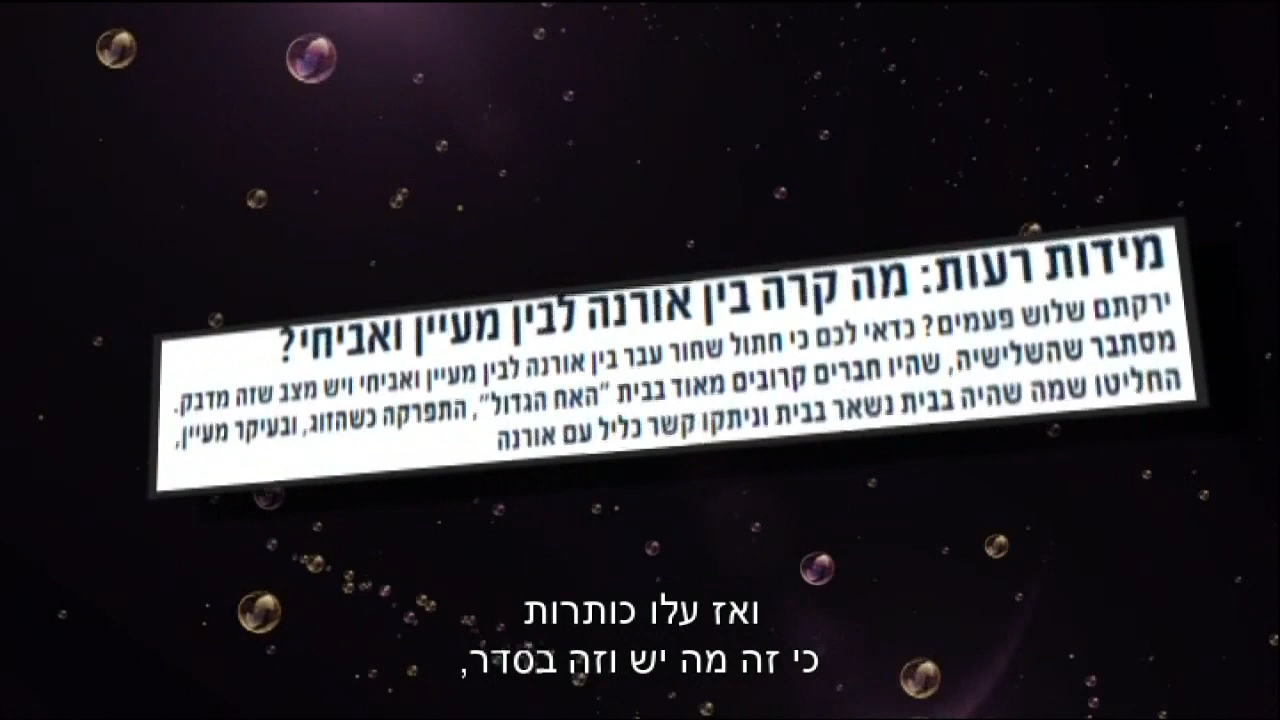 מידות רעות: מה קרה בין אורנה לבין מעיין ואביחי?
ירקתם שלוש פעמים? כדאי לכם כי חתול שחור עבר בין אורנה לבין מעיין ואביחי ויש מצב שזה מדבק.
מסתבר שהשלישיה, שהיו חברים קרובים מאוד בבית "האח הגדול", התפרקה כשהזוג, ובעיקר מעיין,
החליטו שמה שהיה בבית נשאר בבית וניתקו קשר כליל עם אורנה
ואז עלו כותרות
כי זה מה יש וזה בסדר,